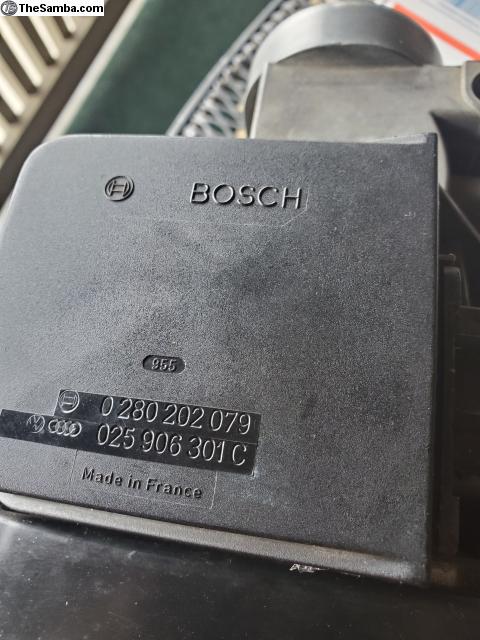 TheSamba.com
BOSCH
955
0 280 202 079
025 906 301 C
Made in France